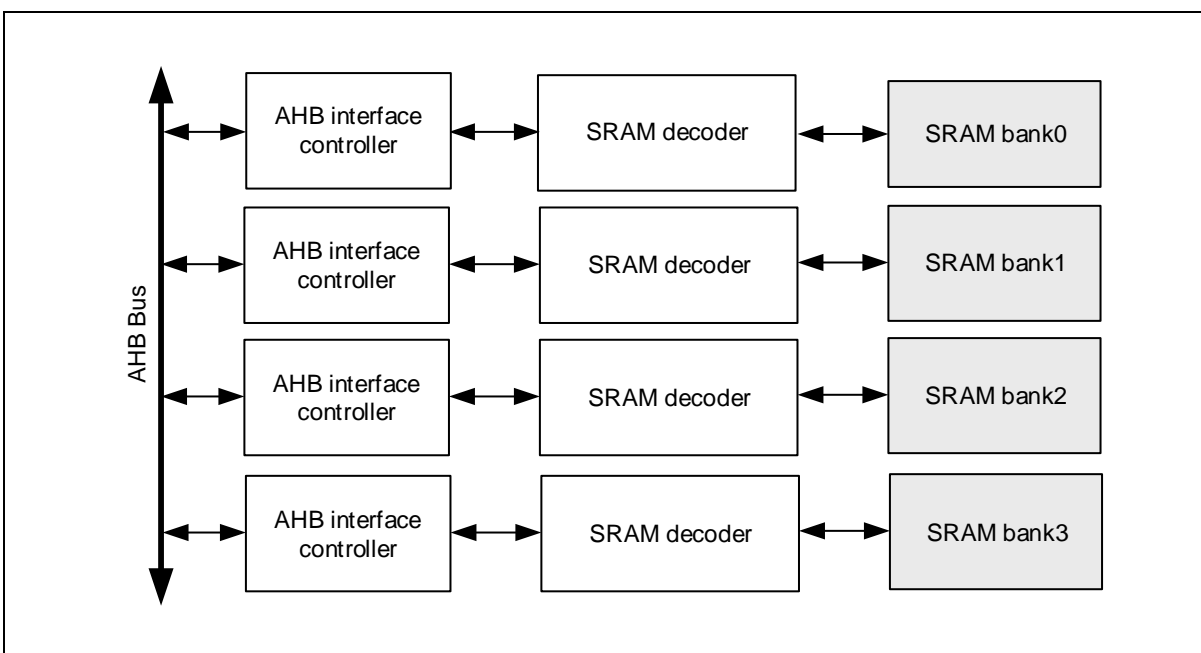 AHB Bus
AHB interface
controller
SRAM decoder
SRAM bank0
AHB interface
controller
SRAM decoder
SRAM bank1
AHB interface
controller
SRAM decoder
SRAM bank2
AHB interface
controller
SRAM decoder
SRAM bank3